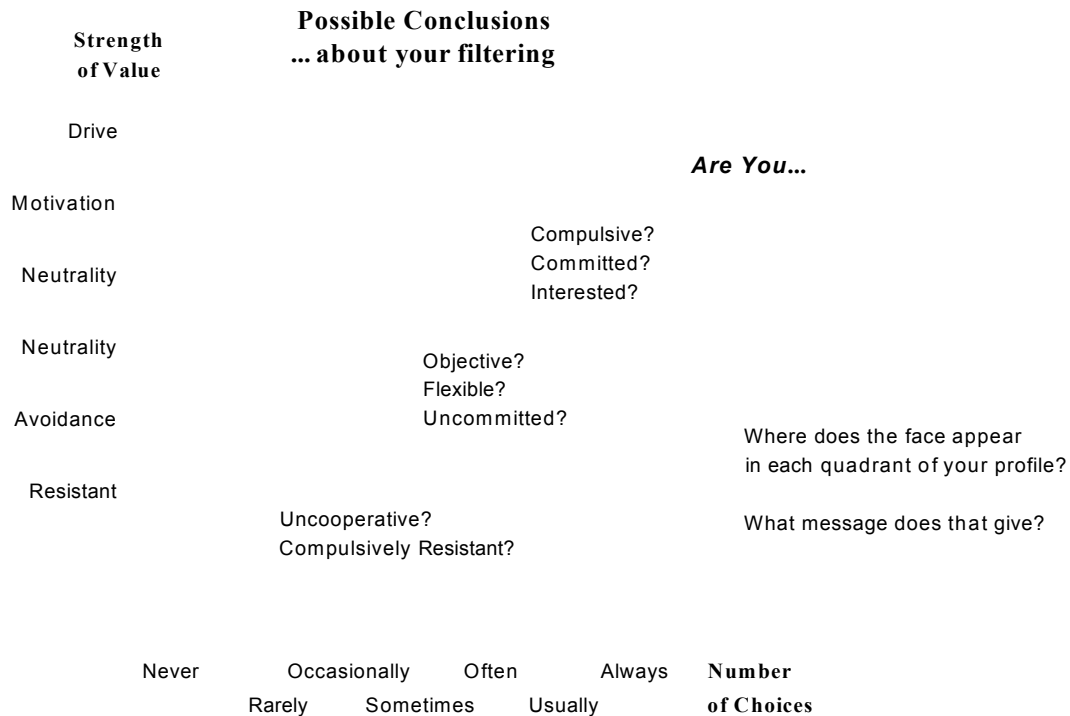 Possible Conclusions
... about your filtering
Strength
of Value
Drive
Are You...
Motivation
Compulsive?
Committed?
Interested?
Neutrality
Neutrality
Objective?
Flexible?
Uncommitted?
Avoidance
Where does the face appear
in each quadrant of your profile?
Resistant
Uncooperative?
Compulsively Resistant?
What message does that give?
Never Occasionally Often Always Number
Rarely Sometimes Usually of Choices